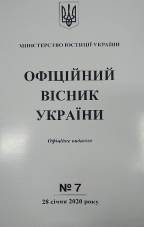 МІНІСТЕРСТВО ЮСТИЦІЇ УКРАЇНИ
ОФІЦІЙНИЙ
ВІСНИК
УКРАЇНИ
Офіційне видання
№ 7
28 січня 2020 року